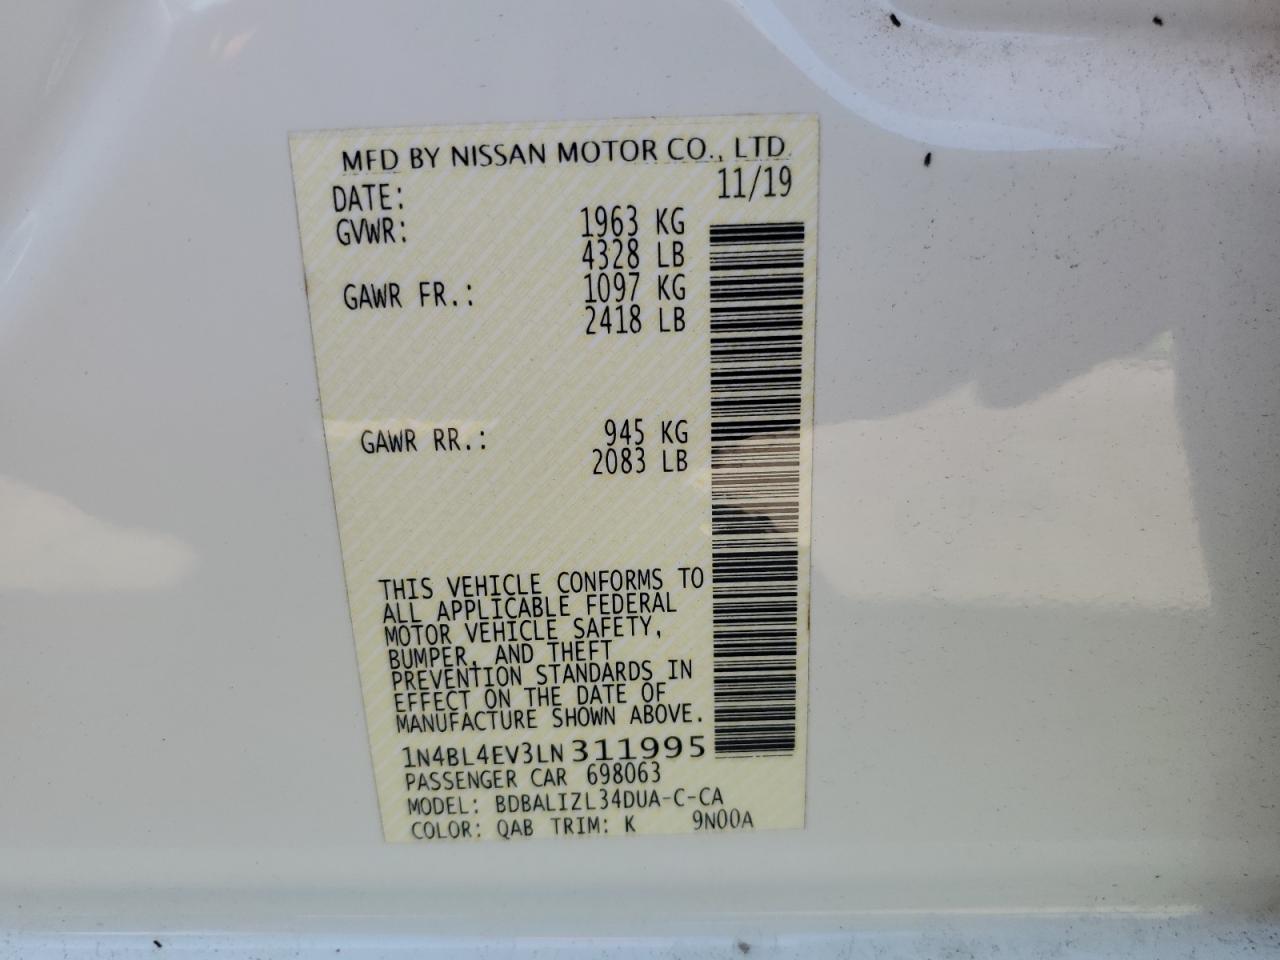 MFD BY NISSAN MOTOR CO., LTD.
DATE: 11/19
GVWR: 1963 KG
4328 LB
GAWR FR.: 1097 KG
2418 LB
GAWR RR.: 945 KG
2083 LB
THIS VEHICLE CONFORMS TO
ALL APPLICABLE FEDERAL
MOTOR VEHICLE SAFETY,
BUMPER, AND THEFT
PREVENTION STANDARDS IN
EFFECT ON THE DATE OF
MANUFACTURE SHOWN ABOVE.
1N4BL4EV3LN311995
PASSENGER CAR 698063
MODEL: BDBALIZL34DUA-C-CA
COLOR: QAB TRIM: K 9N00A